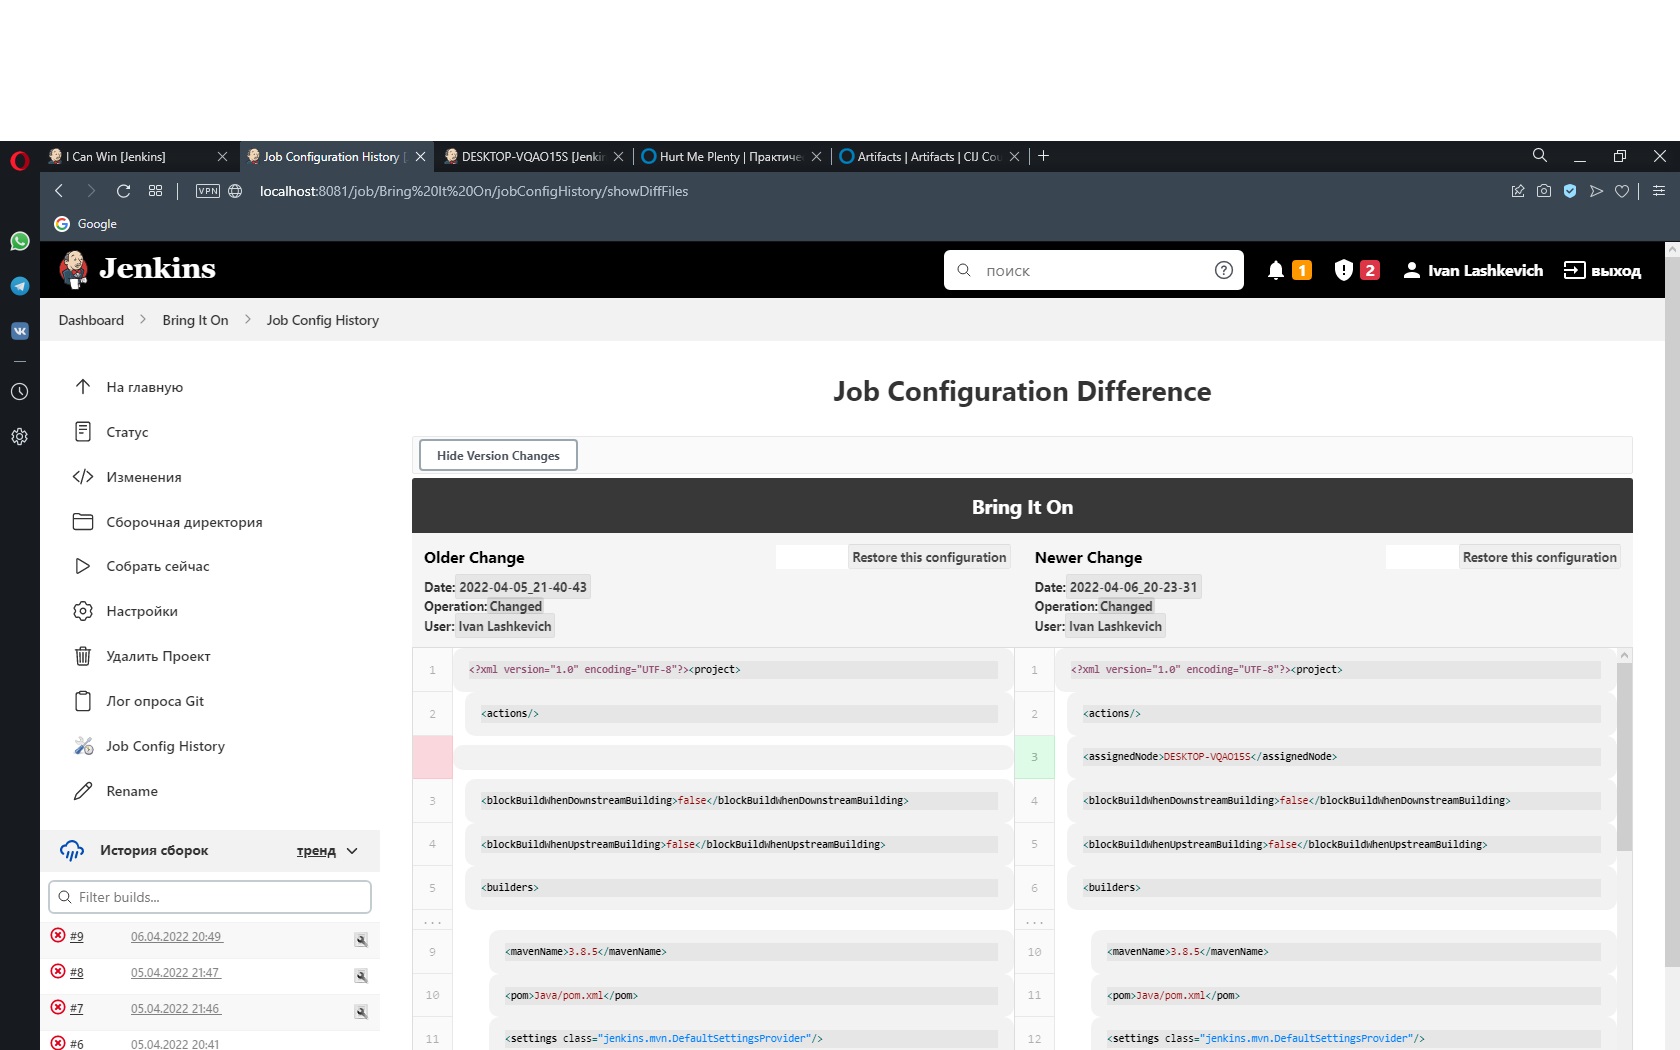 I Can Win [Jenkins]
Job Configuration History [
DESKTOP-VQAO15S [Jenkin
Hurt Me Plenty | Практичес
Artifacts | Artifacts | CIJ Cou
VPN
localhost:8081/job/Bring%20It%20On/jobConfigHistory/showDiffFiles
Google
Jenkins
поиск
1
2
Ivan Lashkevich
выход
Dashboard
Bring It On
Job Config History
На главную
Статус
Изменения
Сборочная директория
Собрать сейчас
Настройки
Удалить Проект
Лог опроса Git
Job Config History
Rename
История сборок
тренд
Filter builds...
#9 06.04.2022 20:49
#8 05.04.2022 21:47
#7 05.04.2022 21:46
#6 05.04.2022 20:41
Job Configuration Difference
Hide Version Changes
Bring It On
Older Change
Restore this configuration
Date: 2022-04-05_21-40-43
Operation: Changed
User: Ivan Lashkevich
Newer Change
Restore this configuration
Date: 2022-04-06_20-23-31
Operation: Changed
User: Ivan Lashkevich
1 <?xml version="1.0" encoding="UTF-8"?><project>
2 <actions/>
3 <blockBuildWhenDownstreamBuilding>false</blockBuildWhenDownstreamBuilding>
4 <blockBuildWhenUpstreamBuilding>false</blockBuildWhenUpstreamBuilding>
5 <builders>
...
9 <mavenName>3.8.5</mavenName>
10 <pom>Java/pom.xml</pom>
11 <settings class="jenkins.mvn.DefaultSettingsProvider"/>
1 <?xml version="1.0" encoding="UTF-8"?><project>
2 <actions/>
3 <assignedNode>DESKTOP-VQAO15S</assignedNode>
4 <blockBuildWhenDownstreamBuilding>false</blockBuildWhenDownstreamBuilding>
5 <blockBuildWhenUpstreamBuilding>false</blockBuildWhenUpstreamBuilding>
6 <builders>
...
10 <mavenName>3.8.5</mavenName>
11 <pom>Java/pom.xml</pom>
12 <settings class="jenkins.mvn.DefaultSettingsProvider"/>